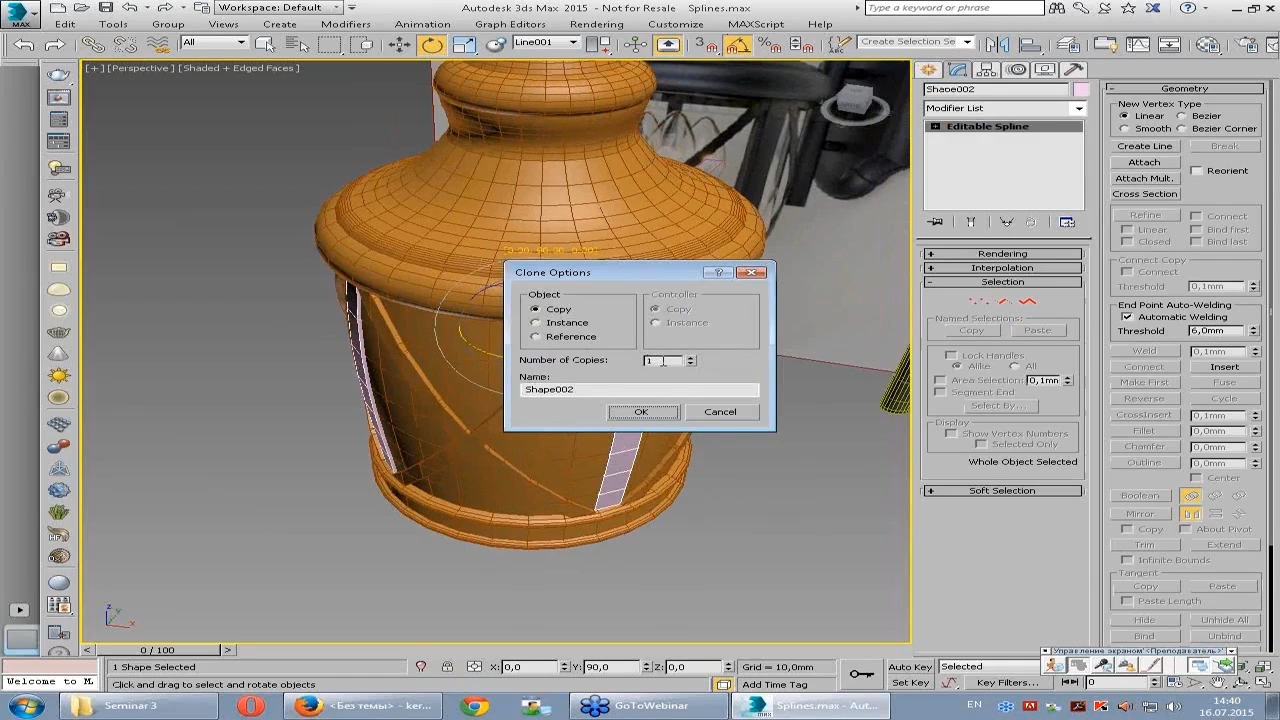 Workspace: Default
Autodesk 3ds Max 2015 - Not for Resale
Splines.max
Type a keyword or phrase
MAX
Edit
Tools
Modifiers
Animation
Graph Editors
Rendering
Customize
Help
Line001
Create Selection Se
[ + ] [Perspective ] [Shaded + Edged Faces ]
Shape002
Modifier List
Editable Spline
Rendering
Interpolation
Selection
Named Selections:
Copy
Paste
Lock Handles
Alike
All
Area Selection:
0,1mm
Segment End
Select By...
Display
Show Vertex Numbers
Selected Only
Whole Object Selected
Soft Selection
Geometry
New Vertex Type
Linear
Bezier
Smooth
Bezier Corner
Create Line
Break
Attach
Reorient
Attach Mult.
Cross Section
Refine
Connect
Linear
Bind first
Closed
Bind last
Connect Copy
Connect
Threshold
0,1mm
End Point Auto-Welding
Automatic Welding
Threshold
6,0mm
Weld
0,1mm
Connect
Insert
Make First
Fuse
Reverse
Cycle
CrossInsert
0,1mm
Fillet
0,0mm
Chamfer
0,0mm
Outline
0,0mm
Center
Boolean
Mirror
Copy
About Pivot
Trim
Extend
Infinite Bounds
Tangent
Copy
Paste
Paste Length
Hide
Unhide All
Bind
Unbind
Clone Options
Object
Copy
Instance
Reference
Controller
Copy
Instance
Number of Copies:
1
Name:
Shape002
OK
Cancel
0 / 100
1 Shape Selected
X: 0,0
Y: 90,0
Z: 0,0
Grid = 10,0mm
Auto Key
Selected
Welcome to M
Click and drag to select and rotate objects
Add Time Tag
Set Key
Key Filters...
0
Управление экраном"<Преподаватель>"
Seminar 3
<Без темы> - ker...
GoToWebinar
Splines.max - Aut...
EN
14:40
16.07.2015